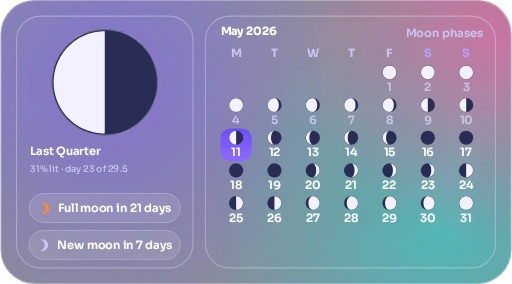 Last Quarter
31% lit · day 23 of 29.5
Full moon in 21 days
New moon in 7 days
May 2026 Moon phases
M T W T F S S
1 2 3
4 5 6 7 8 9 10
11 12 13 14 15 16 17
18 19 20 21 22 23 24
25 26 27 28 29 30 31